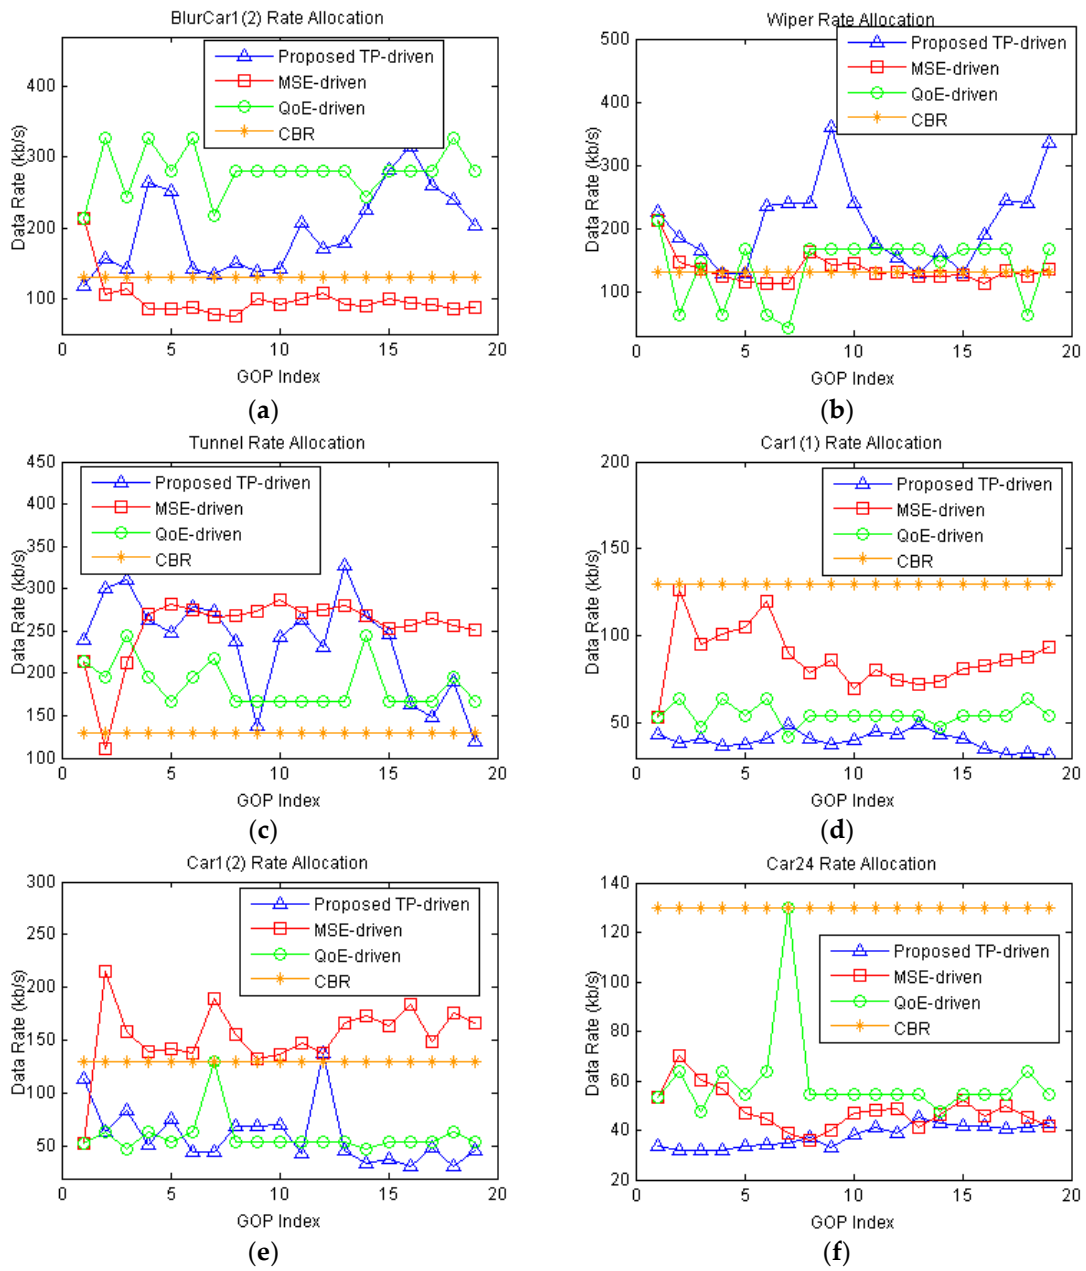 BlurCar1(2) Rate Allocation
Proposed TP-driven
MSE-driven
QoE-driven
CBR
400
300
200
100
0
5
10
15
20
Data Rate (kb/s)
GOP Index
(a)
Wiper Rate Allocation
Proposed TP-driven
MSE-driven
QoE-driven
CBR
500
400
300
200
100
0
5
10
15
20
Data Rate (kb/s)
GOP Index
(b)
Tunnel Rate Allocation
Proposed TP-driven
MSE-driven
QoE-driven
CBR
450
400
350
300
250
200
150
100
0
5
10
15
20
Data Rate (kb/s)
GOP Index
(c)
Car1(1) Rate Allocation
Proposed TP-driven
MSE-driven
QoE-driven
CBR
200
150
100
50
0
5
10
15
20
Data Rate (kb/s)
GOP Index
(d)
Car1(2) Rate Allocation
Proposed TP-driven
MSE-driven
QoE-driven
CBR
300
250
200
150
100
50
0
5
10
15
20
Data Rate (kb/s)
GOP Index
(e)
Car24 Rate Allocation
Proposed TP-driven
MSE-driven
QoE-driven
CBR
140
120
100
80
60
40
20
0
5
10
15
20
Data Rate (kb/s)
GOP Index
(f)